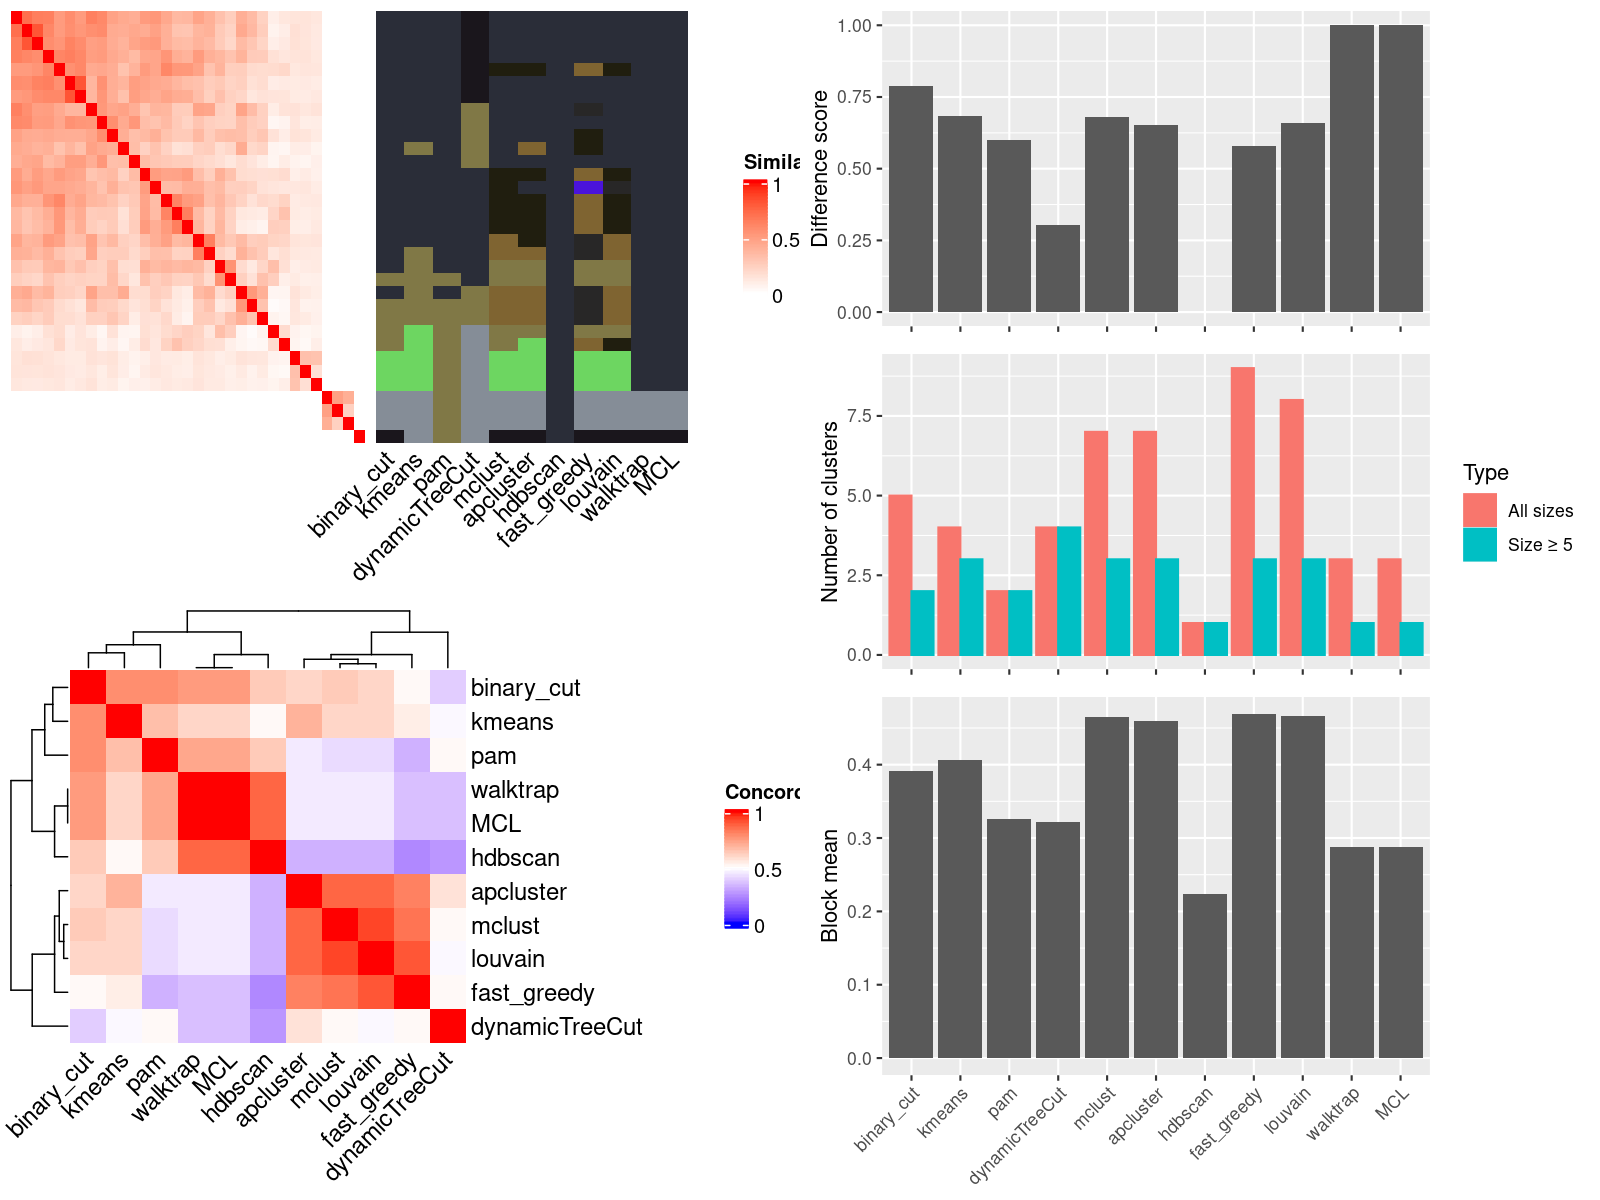 Simila
1
0.5
0
binary_cut
kmeans
pam
dynamicTreeCut
mclust
apcluster
hdbscan
fast_greedy
louvain
walktrap
MCL
binary_cut
kmeans
pam
walktrap
MCL
hdbscan
apcluster
mclust
louvain
fast_greedy
dynamicTreeCut
binary_cut
kmeans
pam
walktrap
MCL
hdbscan
apcluster
mclust
louvain
fast_greedy
dynamicTreeCut
Concord
1
0.5
0
Difference score
1.00
0.75
0.50
0.25
0.00
Number of clusters
7.5
5.0
2.5
0.0
Type
All sizes
Size ≥ 5
Block mean
0.4
0.3
0.2
0.1
0.0
binary_cut
kmeans
pam
dynamicTreeCut
mclust
apcluster
hdbscan
fast_greedy
louvain
walktrap
MCL